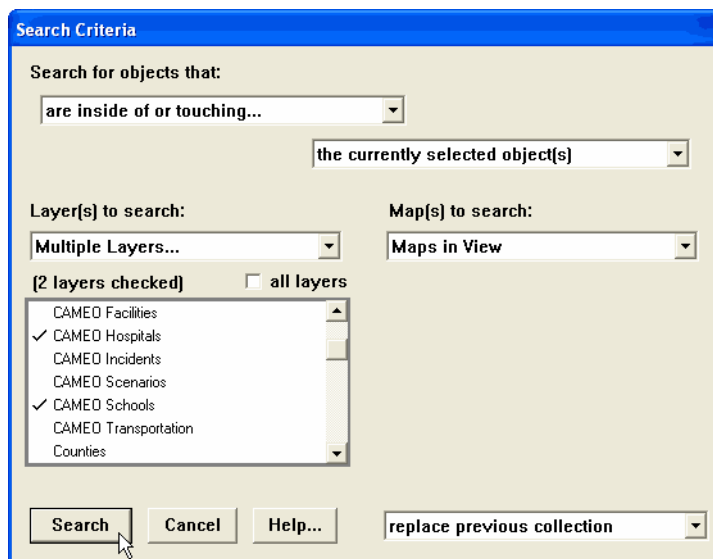 Search Criteria
Search for objects that:
are inside of or touching...
the currently selected object(s)
Layer(s) to search:
Map(s) to search:
Multiple Layers...
Maps in View
(2 layers checked)
all layers
CAMEO Facilities
CAMEO Hospitals
CAMEO Incidents
CAMEO Scenarios
CAMEO Schools
CAMEO Transportation
Counties
Search
Cancel
Help...
replace previous collection